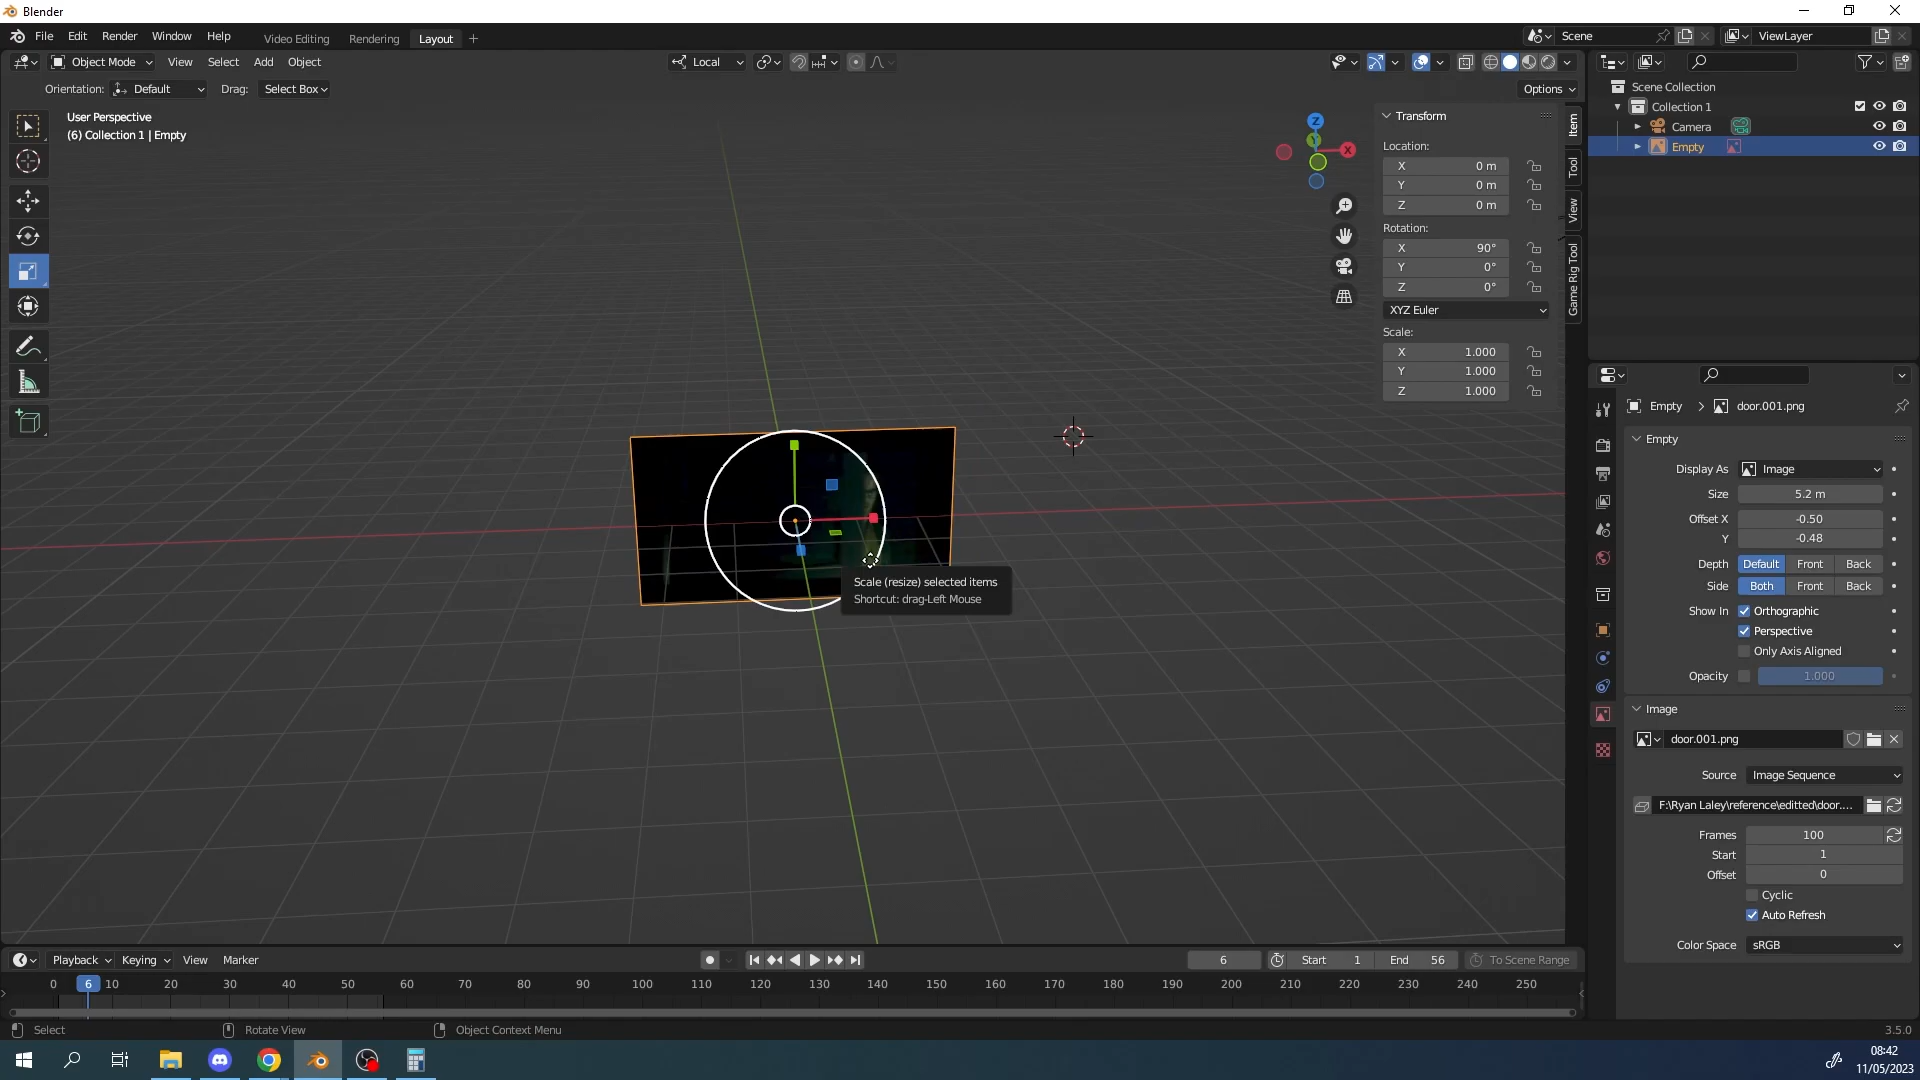 Blender
File Edit Render Window Help Video Editing Rendering Layout + Scene ViewLayer
Object Mode View Select Add Object Local
Orientation: Default Drag: Select Box Options
User Perspective
(6) Collection 1 | Empty
Z
X
Transform
Location:
X 0 m
Y 0 m
Z 0 m
Rotation:
X 90°
Y 0°
Z 0°
XYZ Euler
Scale:
X 1.000
Y 1.000
Z 1.000
Item
Tool
View
Game Rig Tool
Scene Collection
Collection 1
Camera
Empty
Empty > door.001.png
Empty
Display As Image
Size 5.2 m
Offset X -0.50
Y -0.48
Depth Default Front Back
Side Both Front Back
Show In Orthographic
Perspective
Only Axis Aligned
Opacity 1.000
Image
door.001.png
Source Image Sequence
F:\Ryan Laley\reference\editted\door....
Frames 100
Start 1
Offset 0
Cyclic
Auto Refresh
Color Space sRGB
Scale (resize) selected items
Shortcut: drag-Left Mouse
Playback Keying View Marker 6 Start 1 End 56 To Scene Range
0 6 10 20 30 40 50 60 70 80 90 100 110 120 130 140 150 160 170 180 190 200 210 220 230 240 250
Select Rotate View Object Context Menu 3.5.0
08:42
11/05/2023